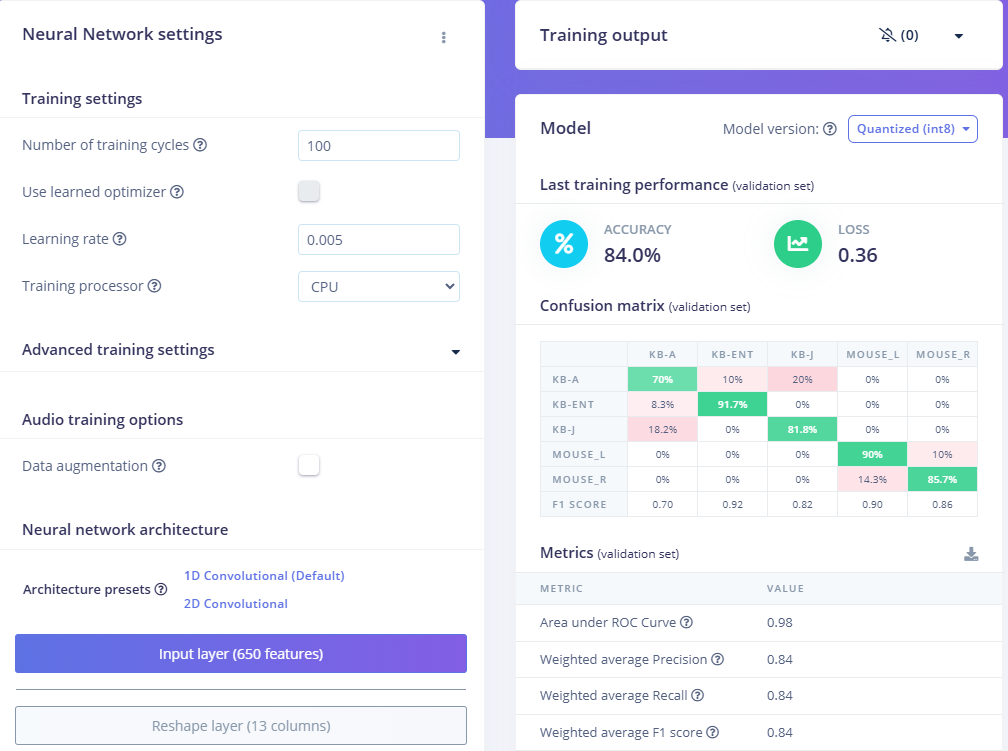 Neural Network settings
Training settings
Number of training cycles
100
Use learned optimizer
Learning rate
0.005
Training processor
CPU
Advanced training settings
Audio training options
Data augmentation
Neural network architecture
Architecture presets
1D Convolutional (Default)
2D Convolutional
Input layer (650 features)
Reshape layer (13 columns)
Training output
(0)
Model
Model version:
Quantized (int8)
Last training performance (validation set)
%
ACCURACY
84.0%
LOSS
0.36
Confusion matrix (validation set)
KB-A KB-ENT KB-J MOUSE_L MOUSE_R
KB-A 70% 10% 20% 0% 0%
KB-ENT 8.3% 91.7% 0% 0% 0%
KB-J 18.2% 0% 81.8% 0% 0%
MOUSE_L 0% 0% 0% 90% 10%
MOUSE_R 0% 0% 0% 14.3% 85.7%
F1 SCORE 0.70 0.92 0.82 0.90 0.86
Metrics (validation set)
METRIC VALUE
Area under ROC Curve 0.98
Weighted average Precision 0.84
Weighted average Recall 0.84
Weighted average F1 score 0.84